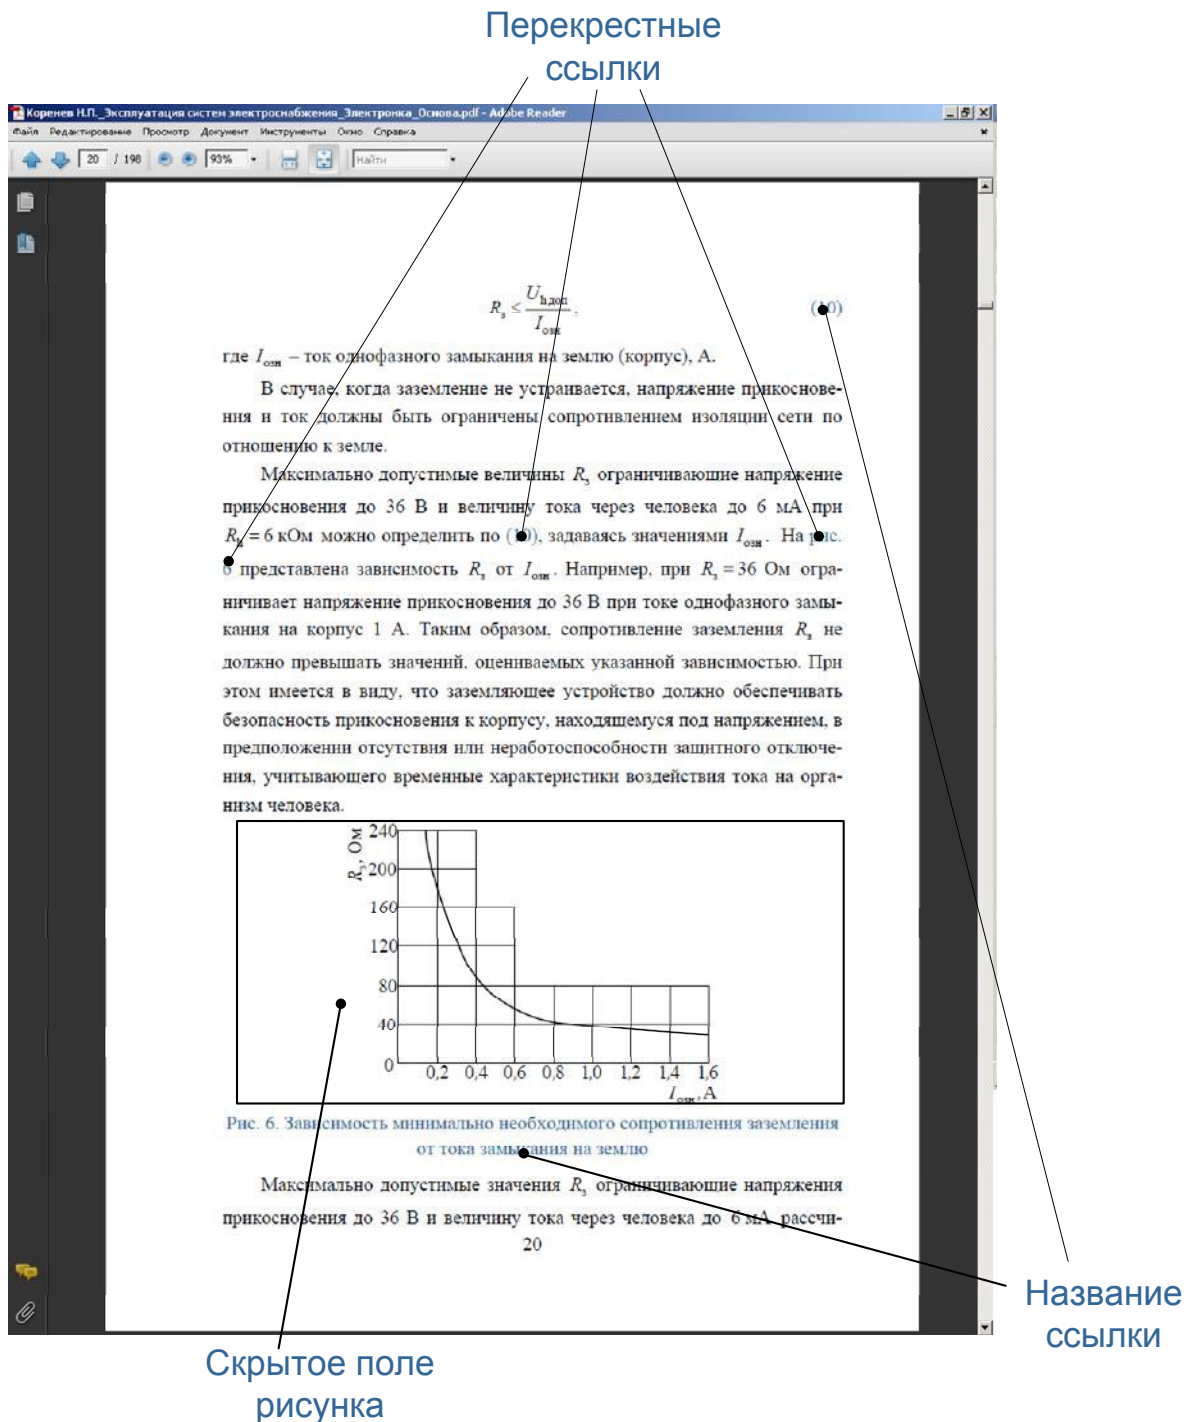 Перекрестные
ссылки
Коренев Н.П._Эксплуатация систем электроснабжения_Электронка_Основа.pdf - Adobe Reader
Файл Редактирование Просмотр Документ Инструменты Окно Справка
20 / 198 93% Найти
R_з ≤ U_hдоп / I_озн , (10)
где I_озн – ток однофазного замыкания на землю (корпус), А.
В случае, когда заземление не устраивается, напряжение прикоснове-
ния и ток должны быть ограничены сопротивлением изоляции сети по
отношению к земле.
Максимально допустимые величины R_з ограничивающие напряжение
прикосновения до 36 В и величину тока через человека до 6 мА при
R_h = 6 кОм можно определить по (10), задаваясь значениями I_озн. На рис.
6 представлена зависимость R_з от I_озн. Например, при R_з = 36 Ом огра-
ничивает напряжение прикосновения до 36 В при токе однофазного замы-
кания на корпус 1 А. Таким образом, сопротивление заземления R_з не
должно превышать значений, оцениваемых указанной зависимостью. При
этом имеется в виду, что заземляющее устройство должно обеспечивать
безопасность прикосновения к корпусу, находящемуся под напряжением, в
предположении отсутствия или неработоспособности защитного отключе-
ния, учитывающего временные характеристики воздействия тока на орга-
низм человека.
R_з, Ом
240
200
160
120
80
40
0
0,2 0,4 0,6 0,8 1,0 1,2 1,4 1,6
I_озн, А
Рис. 6. Зависимость минимально необходимого сопротивления заземления
от тока замыкания на землю
Максимально допустимые значения R_з ограничивающие напряжения
прикосновения до 36 В и величину тока через человека до 6 мА рассчи-
20
Название
ссылки
Скрытое поле
рисунка